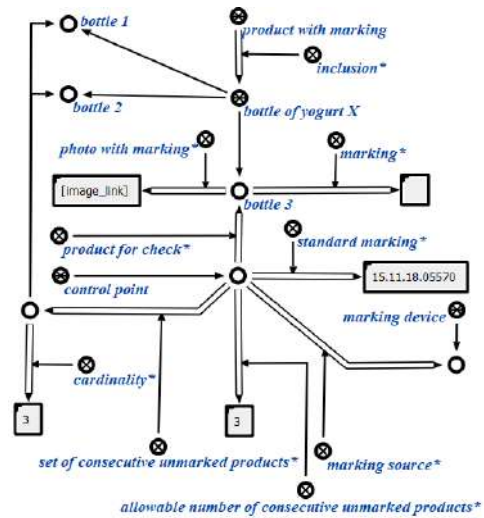 bottle 1
product with marking
inclusion*
bottle 2
bottle of yogurt X
photo with marking*
marking*
[image_link]
bottle 3
product for check*
standard marking*
control point
15.11.18.05570
marking device
cardinality*
3
3
set of consecutive unmarked products*
marking source*
allowable number of consecutive unmarked products*